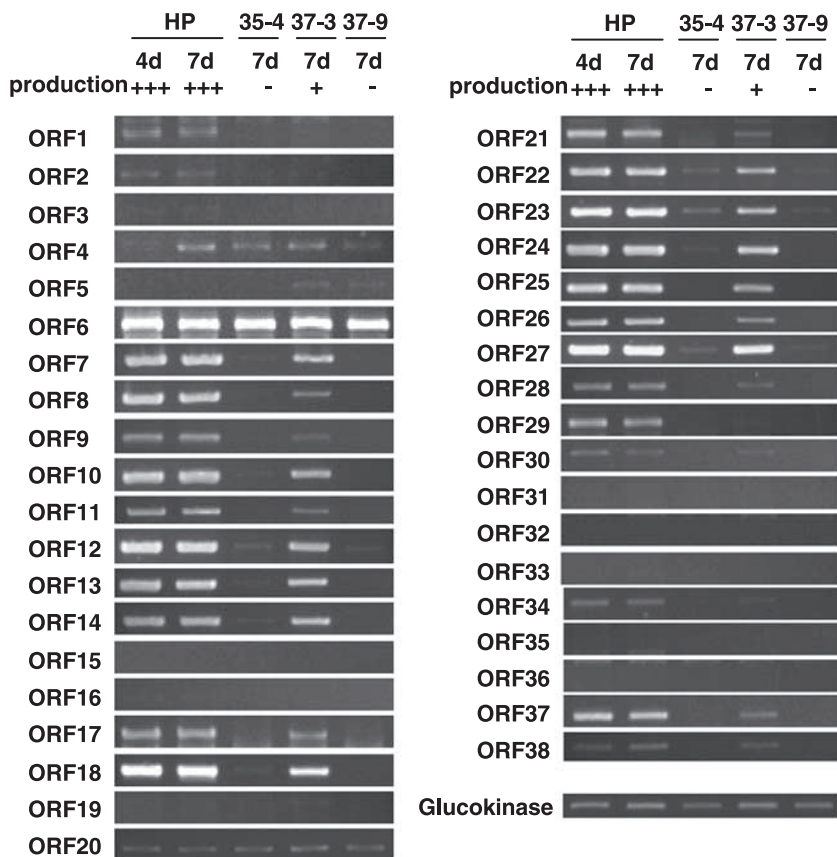 HP 35-4 37-3 37-9
4d 7d 7d 7d 7d
production +++ +++ - + -
ORF1
ORF2
ORF3
ORF4
ORF5
ORF6
ORF7
ORF8
ORF9
ORF10
ORF11
ORF12
ORF13
ORF14
ORF15
ORF16
ORF17
ORF18
ORF19
ORF20
HP 35-4 37-3 37-9
4d 7d 7d 7d 7d
production +++ +++ - + -
ORF21
ORF22
ORF23
ORF24
ORF25
ORF26
ORF27
ORF28
ORF29
ORF30
ORF31
ORF32
ORF33
ORF34
ORF35
ORF36
ORF37
ORF38
Glucokinase